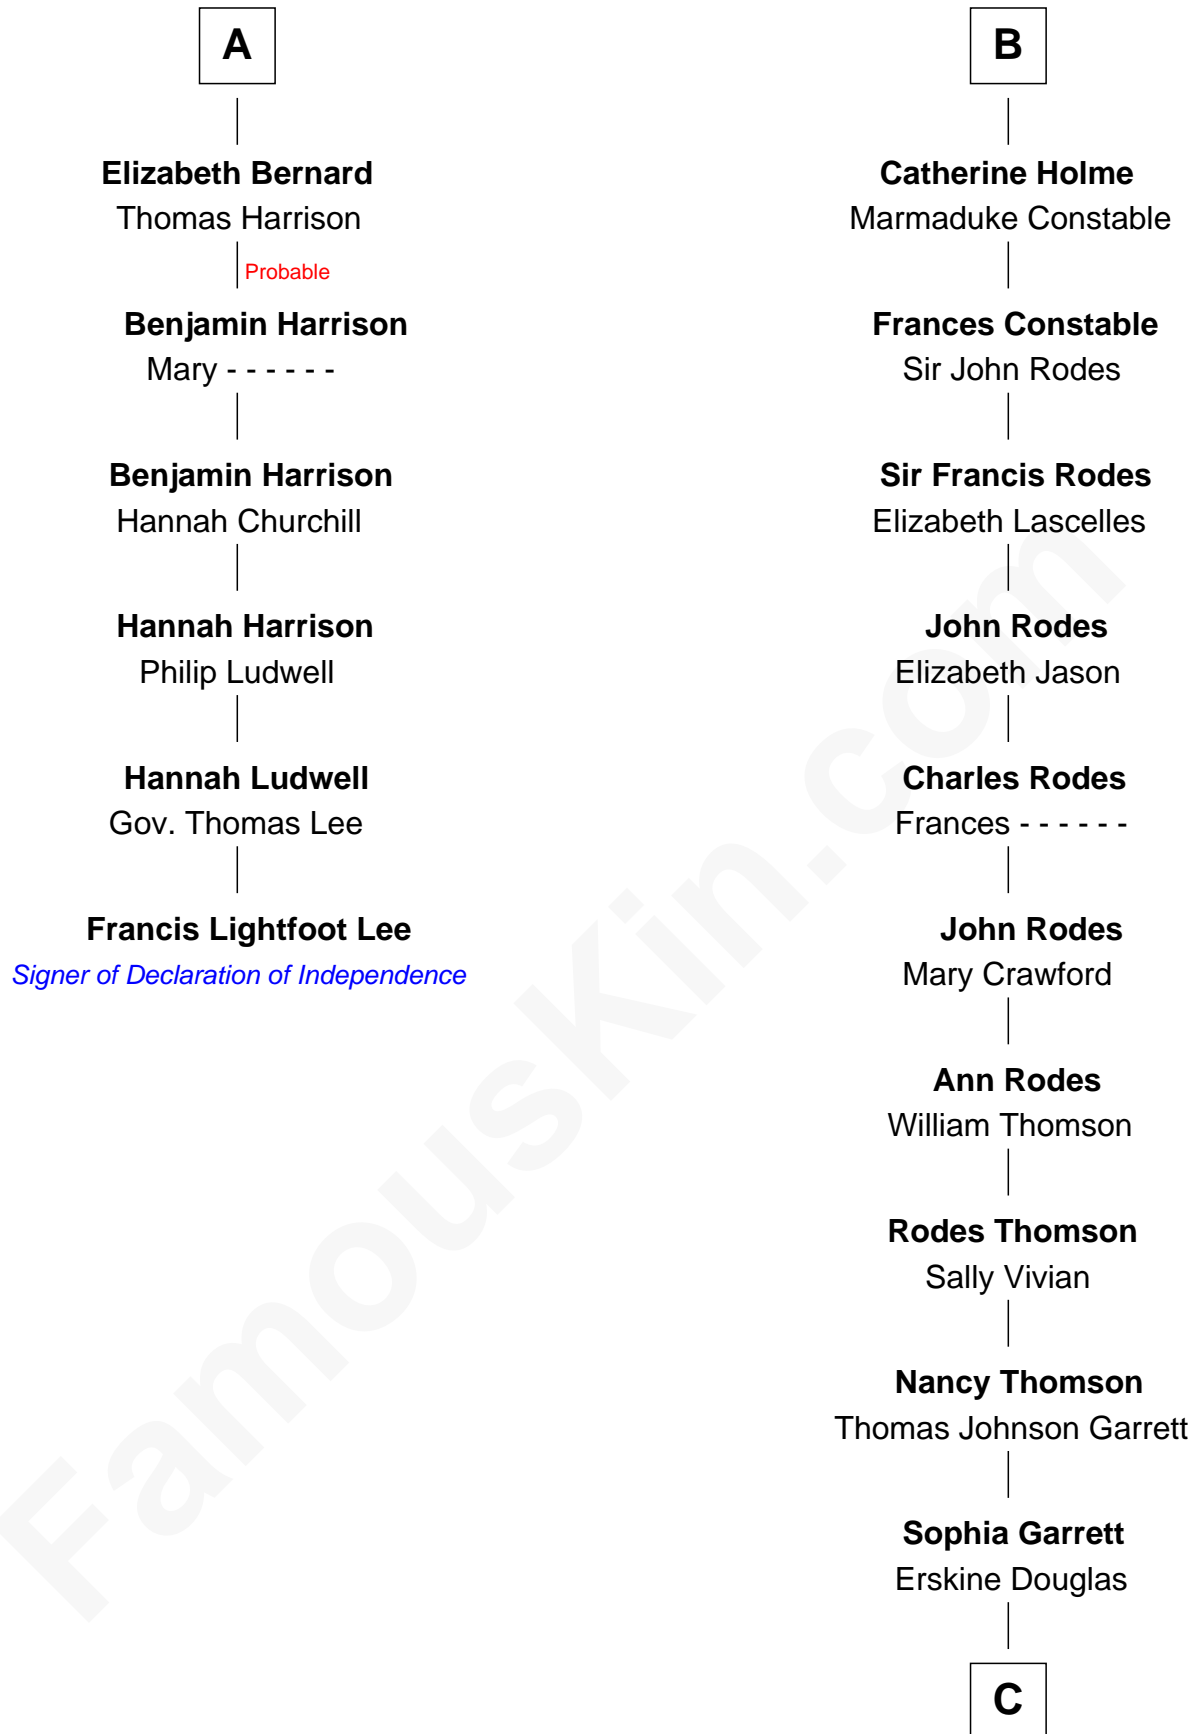 A
Elizabeth Bernard
Thomas Harrison
Probable
Benjamin Harrison
Mary - - - - - -
Benjamin Harrison
Hannah Churchill
Hannah Harrison
Philip Ludwell
Hannah Ludwell
Gov. Thomas Lee
Francis Lightfoot Lee
Signer of Declaration of Independence
B
Catherine Holme
Marmaduke Constable
Frances Constable
Sir John Rodes
Sir Francis Rodes
Elizabeth Lascelles
John Rodes
Elizabeth Jason
Charles Rodes
Frances - - - - - -
John Rodes
Mary Crawford
Ann Rodes
William Thomson
Rodes Thomson
Sally Vivian
Nancy Thomson
Thomas Johnson Garrett
Sophia Garrett
Erskine Douglas
C
FamousKin.com